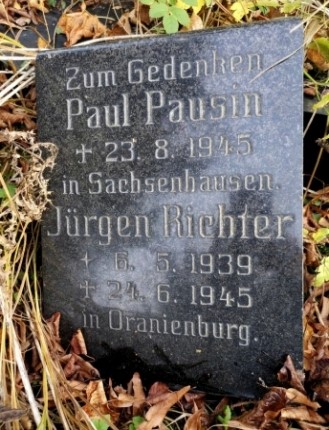 Zum Gedenken
Paul Pausin
† 23. 8. 1945
in Sachsenhausen.
Jürgen Richter
† 6. 5. 1939
† 24. 6. 1945
in Oranienburg.